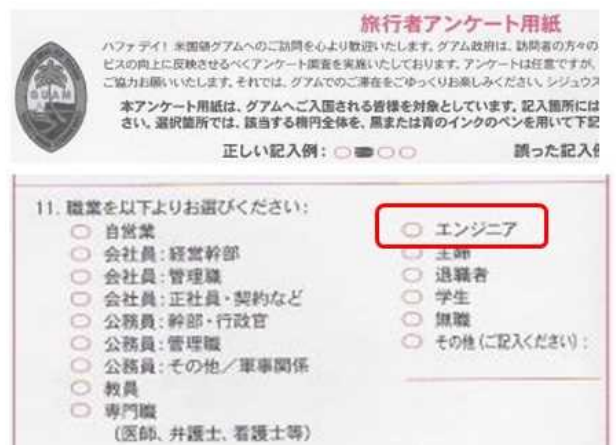 旅行者アンケート用紙
ハファ デイ! 米国領グアムへのご訪問を心より歓迎いたします。グアム政府は、訪問者の方々の
ビスの向上に反映させるべくアンケート調査を実施いたしております。アンケートは任意ですが、
ご協力お願いいたします。それでは、グアムでのご滞在をごゆっくりお楽しみください。シジュウス
本アンケート用紙は、グアムへご入国される皆様を対象としています。記入箇所には
さい。選択箇所では、該当する楕円全体を、黒または青のインクのペンを用いて下記
正しい記入例:
誤った記入例
GUAM
11. 職業を以下よりお選びください:
自営業
会社員:経営幹部
会社員:管理職
会社員:正社員・契約など
公務員:幹部・行政官
公務員:管理職
公務員:その他/軍事関係
教員
専門職
(医師、弁護士、看護士等)
エンジニア
主婦
退職者
学生
無職
その他(ご記入ください):